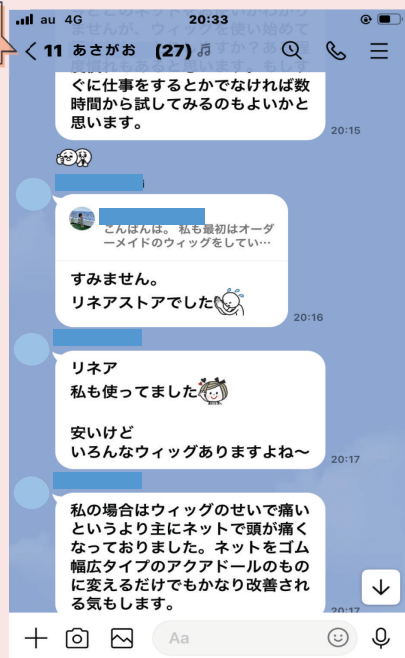 au 4G
20:33
11 あさがお (27)
ぐに仕事をするとかでなければ数
時間から試してみるのもよいかと
思います。
20:15
こんばんは。 私も最初はオーダ
ーメイドのウィッグをしてい…
すみません。
リネアストアでした
20:16
リネア
私も使ってました
安いけど
いろんなウィッグありますよね〜
20:17
私の場合はウィッグのせいで痛い
というより主にネットで頭が痛く
なっておりました。ネットをゴム
幅広タイプのアクアドールのもの
に変えるだけでもかなり改善され
る気もします。
20:17
Aa